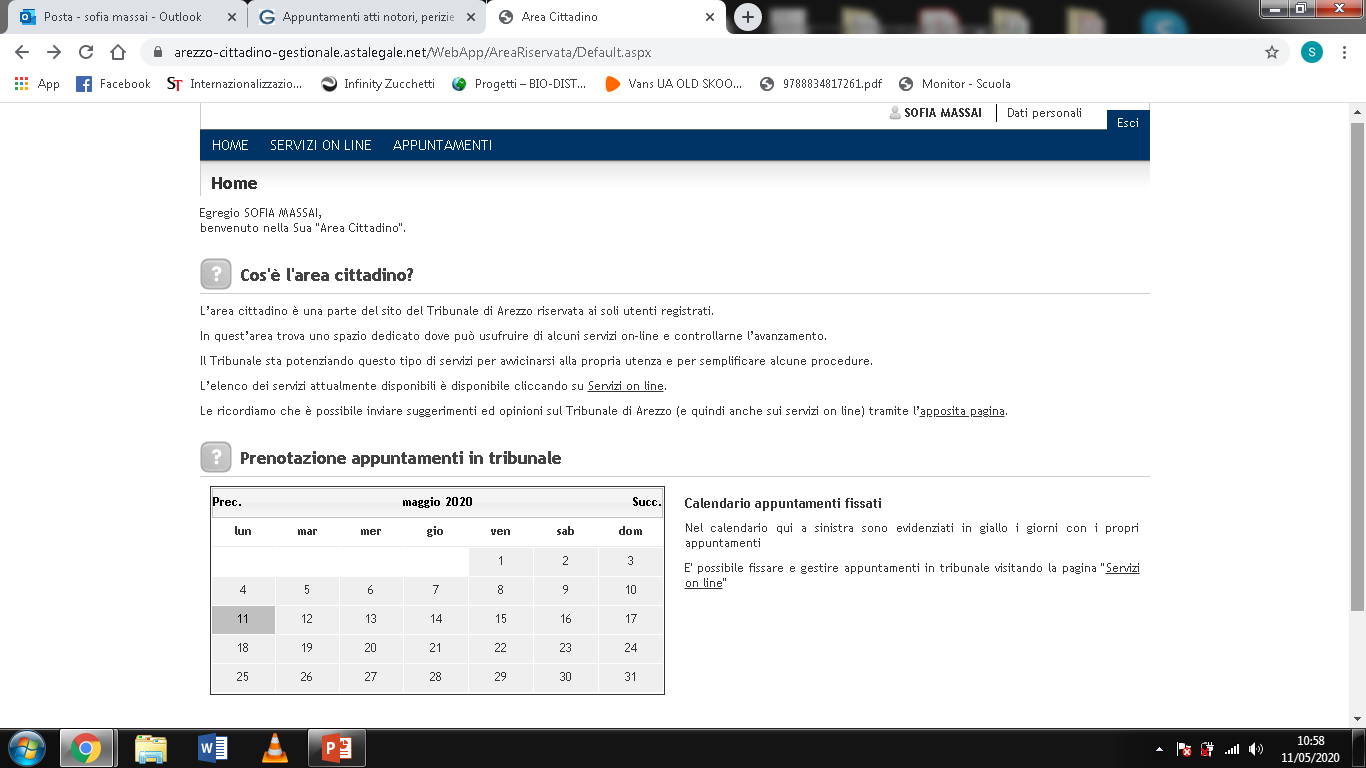 Posta - sofia massai - Outlook
Appuntamenti atti notori, perizie
Area Cittadino
arezzo-cittadino-gestionale.astalegale.net/WebApp/AreaRiservata/Default.aspx
S
App
Facebook
ST Internazionalizzazio...
Infinity Zucchetti
Progetti – BIO-DIST...
Vans UA OLD SKOO...
9788834817261.pdf
Monitor - Scuola
SOFIA MASSAI
Dati personali
Esci
HOME
SERVIZI ON LINE
APPUNTAMENTI
Home
Egregio SOFIA MASSAI,
benvenuto nella Sua "Area Cittadino".
? Cos'è l'area cittadino?
L'area cittadino è una parte del sito del Tribunale di Arezzo riservata ai soli utenti registrati.
In quest'area trova uno spazio dedicato dove può usufruire di alcuni servizi on-line e controllarne l'avanzamento.
Il Tribunale sta potenziando questo tipo di servizi per avvicinarsi alla propria utenza e per semplificare alcune procedure.
L'elenco dei servizi attualmente disponibili è disponibile cliccando su Servizi on line.
Le ricordiamo che è possibile inviare suggerimenti ed opinioni sul Tribunale di Arezzo (e quindi anche sui servizi on line) tramite l'apposita pagina.
? Prenotazione appuntamenti in tribunale
Prec. maggio 2020 Succ.
lun mar mer gio ven sab dom
1 2 3
4 5 6 7 8 9 10
11 12 13 14 15 16 17
18 19 20 21 22 23 24
25 26 27 28 29 30 31
Calendario appuntamenti fissati
Nel calendario qui a sinistra sono evidenziati in giallo i giorni con i propri
appuntamenti
E' possibile fissare e gestire appuntamenti in tribunale visitando la pagina "Servizi
on line"
10:58
11/05/2020